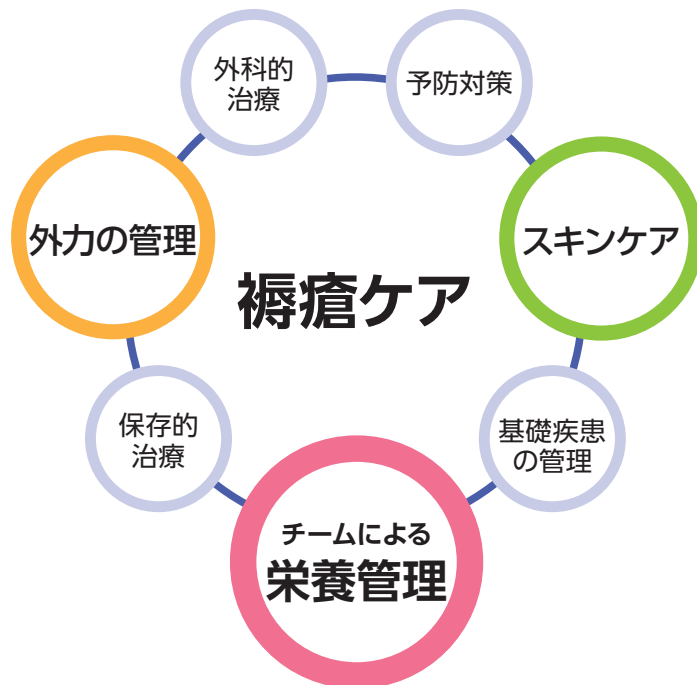 外科的
治療
予防対策
外力の管理
スキンケア
褥瘡ケア
保存的
治療
基礎疾患
の管理
チームによる
栄養管理